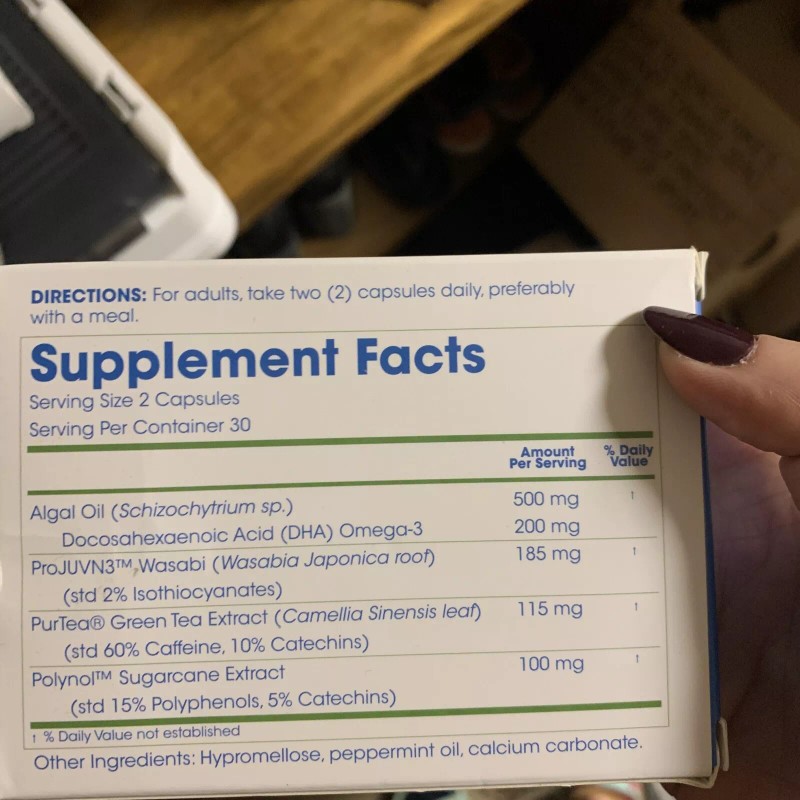 DIRECTIONS: For adults, take two (2) capsules daily, preferably
with a meal.
Supplement Facts
Serving Size 2 Capsules
Serving Per Container 30
Amount % Daily
Per Serving Value
Algal Oil (Schizochytrium sp.) 500 mg †
Docosahexaenoic Acid (DHA) Omega-3 200 mg
ProJUVN3™ Wasabi (Wasabia Japonica root) 185 mg †
(std 2% Isothiocyanates)
PurTea® Green Tea Extract (Camellia Sinensis leaf) 115 mg †
(std 60% Caffeine, 10% Catechins)
Polynol™ Sugarcane Extract 100 mg †
(std 15% Polyphenols, 5% Catechins)
† % Daily Value not established
Other Ingredients: Hypromellose, peppermint oil, calcium carbonate.